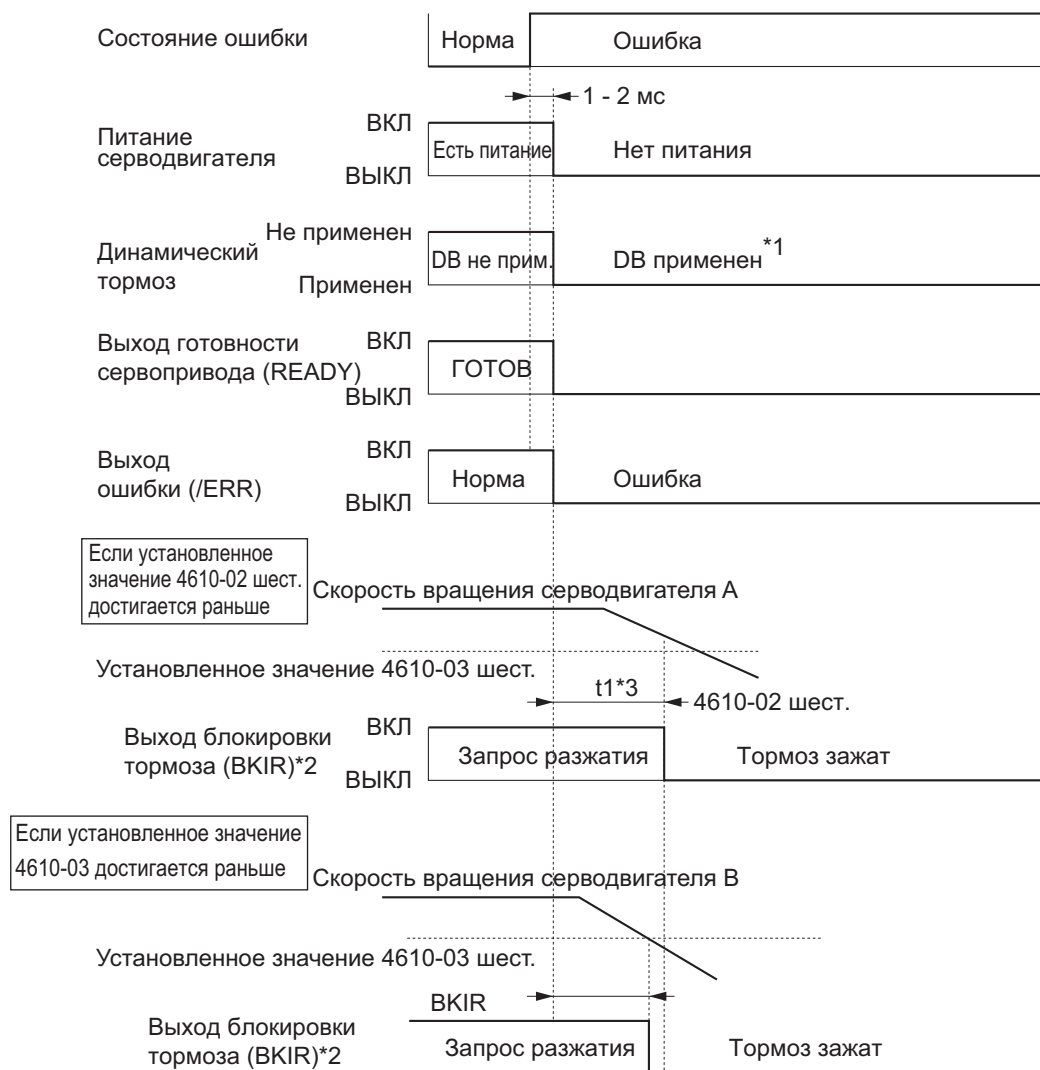 Состояние ошибки
Норма
Ошибка
1 - 2 мс
Питание
серводвигателя
ВКЛ
ВЫКЛ
Есть питание
Нет питания
Динамический
тормоз
Не применен
Применен
DB не прим.
DB применен*1
Выход готовности
сервопривода (READY)
ВКЛ
ВЫКЛ
ГОТОВ
Выход
ошибки (/ERR)
ВКЛ
ВЫКЛ
Норма
Ошибка
Если установленное
значение 4610-02 шест.
достигается раньше
Скорость вращения серводвигателя A
Установленное значение 4610-03 шест.
t1*3
4610-02 шест.
Выход блокировки
тормоза (BKIR)*2
ВКЛ
ВЫКЛ
Запрос разжатия
Тормоз зажат
Если установленное значение
4610-03 достигается раньше
Скорость вращения серводвигателя B
Установленное значение 4610-03 шест.
BKIR
Выход блокировки
тормоза (BKIR)*2
Запрос разжатия
Тормоз зажат